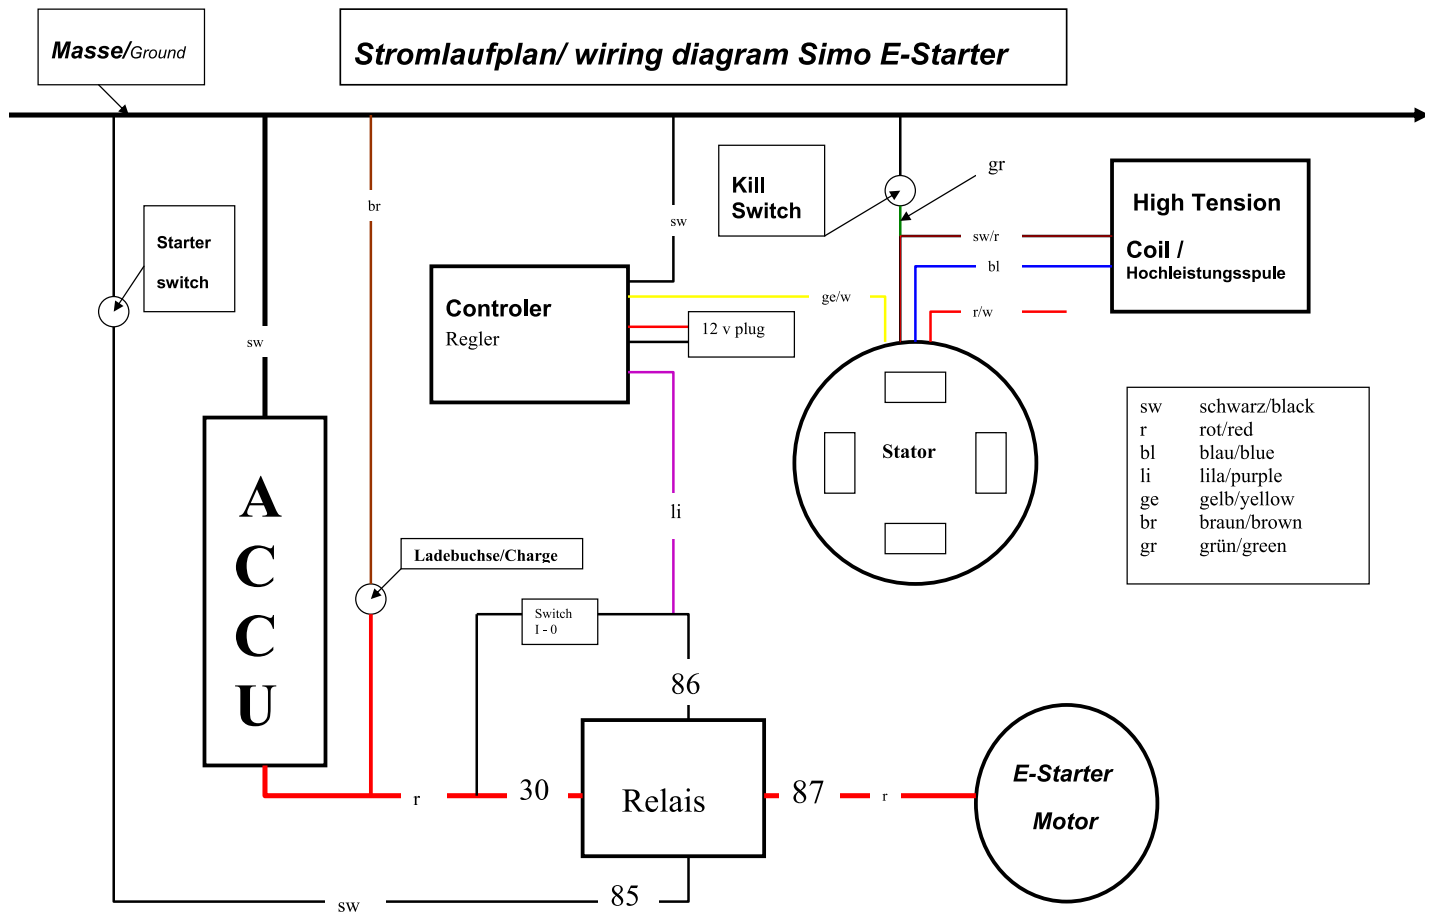 Masse/Ground
Stromlaufplan/ wiring diagram Simo E-Starter
Kill
Switch
gr
High Tension
Coil /
Hochleistungsspule
br
sw
Starter
switch
sw/r
bl
Controler
Regler
ge/w
r/w
12 v plug
sw
ACCU
Stator
sw schwarz/black
r rot/red
bl blau/blue
li lila/purple
ge gelb/yellow
br braun/brown
gr grün/green
li
Ladebuchse/Charge
Switch
I - 0
86
r
30
Relais
87
r
E-Starter
Motor
85
sw